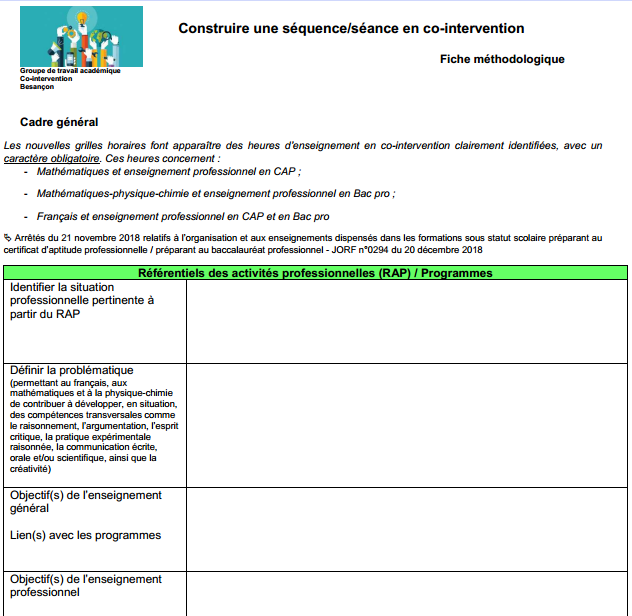 Construire une séquence/séance en co-intervention
Fiche méthodologique
Groupe de travail académique
Co-intervention
Besançon
Cadre général
Les nouvelles grilles horaires font apparaître des heures d'enseignement en co-intervention clairement identifiées, avec un
caractère obligatoire. Ces heures concernent :
- Mathématiques et enseignement professionnel en CAP ;
- Mathématiques-physique-chimie et enseignement professionnel en Bac pro ;
- Français et enseignement professionnel en CAP et en Bac pro
Arrêtés du 21 novembre 2018 relatifs à l'organisation et aux enseignements dispensés dans les formations sous statut scolaire préparant au
certificat d'aptitude professionnelle / préparant au baccalauréat professionnel - JORF n°0294 du 20 décembre 2018
Référentiels des activités professionnelles (RAP) / Programmes
Identifier la situation
professionnelle pertinente à
partir du RAP
Définir la problématique
(permettant au français, aux
mathématiques et à la physique-chimie
de contribuer à développer, en situation,
des compétences transversales comme
le raisonnement, l'argumentation, l'esprit
critique, la pratique expérimentale
raisonnée, la communication écrite,
orale et/ou scientifique, ainsi que la
créativité)
Objectif(s) de l'enseignement
général
Lien(s) avec les programmes
Objectif(s) de l'enseignement
professionnel